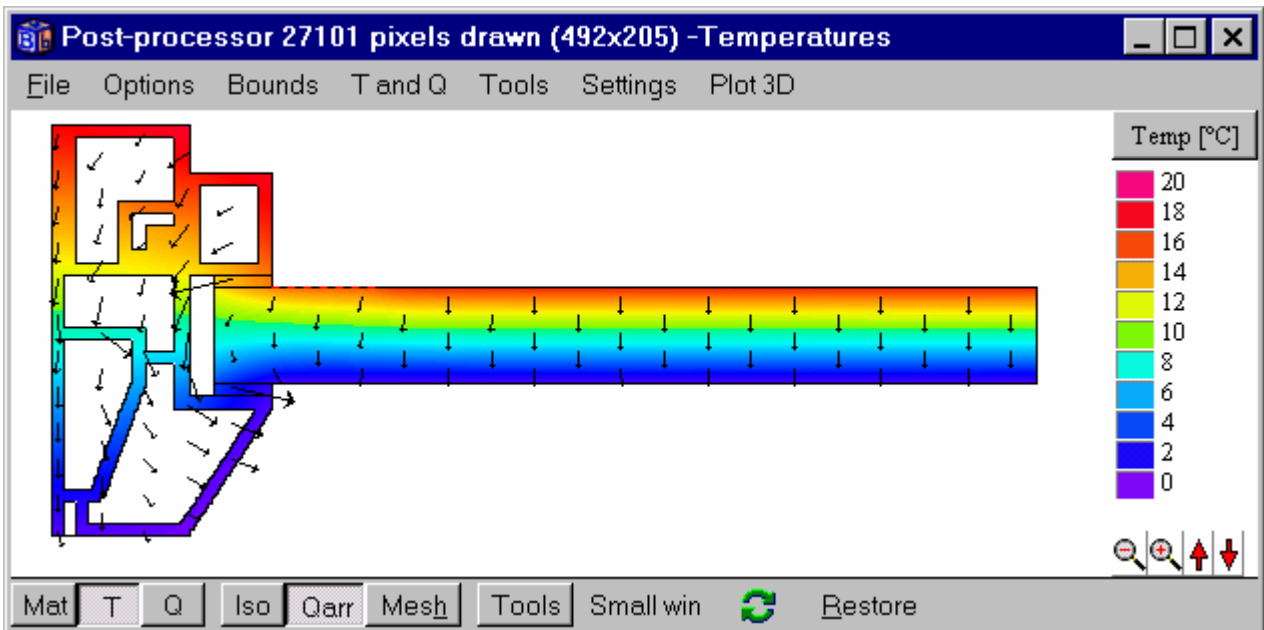 Post-processor 27101 pixels drawn (492x205) -Temperatures
File Options Bounds T and Q Tools Settings Plot 3D
Temp [°C]
20
18
16
14
12
10
8
6
4
2
0
Mat T Q Iso Qarr Mesh Tools Small win Restore